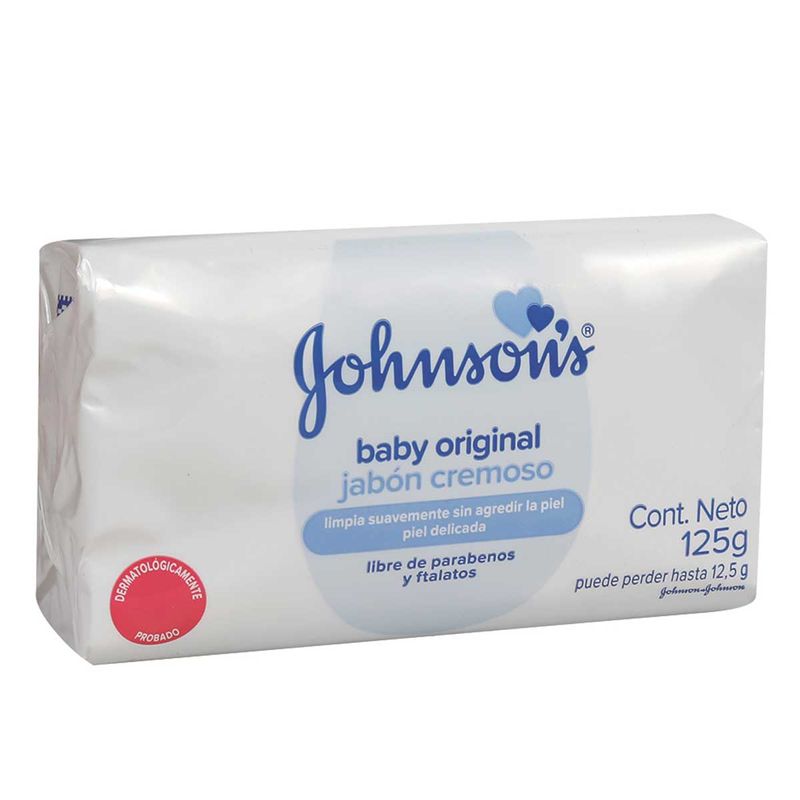 Johnson's®
baby original
jabón cremoso
limpia suavemente sin agredir la piel
piel delicada
libre de parabenos
y ftalatos
DERMATOLÓGICAMENTE
PROBADO
Cont. Neto
125g
puede perder hasta 12,5 g
Johnson & Johnson